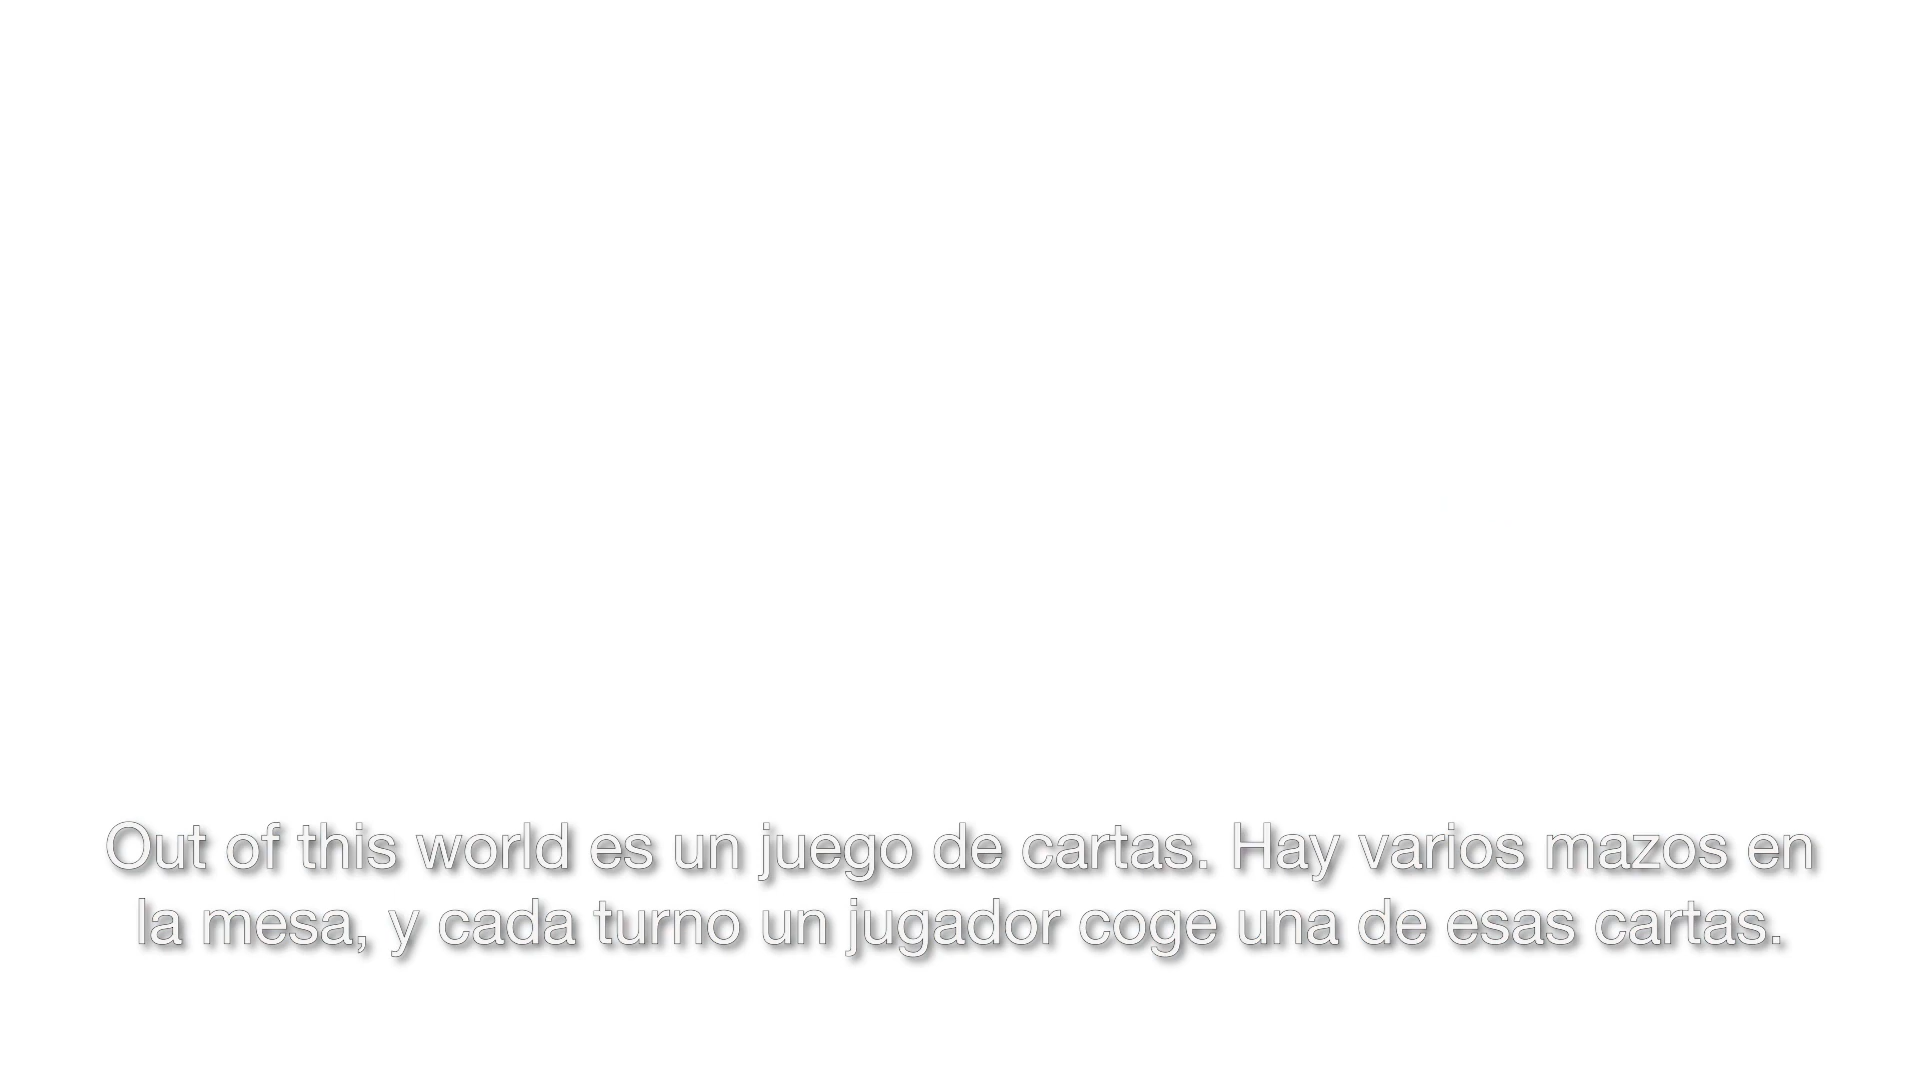 Out of this world es un juego de cartas. Hay varios mazos en
la mesa, y cada turno un jugador coge una de esas cartas.